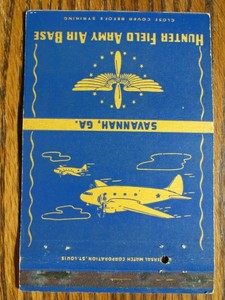 CLOSE COVER BEFORE STRIKING
HUNTER FIELD ARMY AIR BASE
SAVANNAH, GA.
MATCH CORPORATION, ST. LOUIS